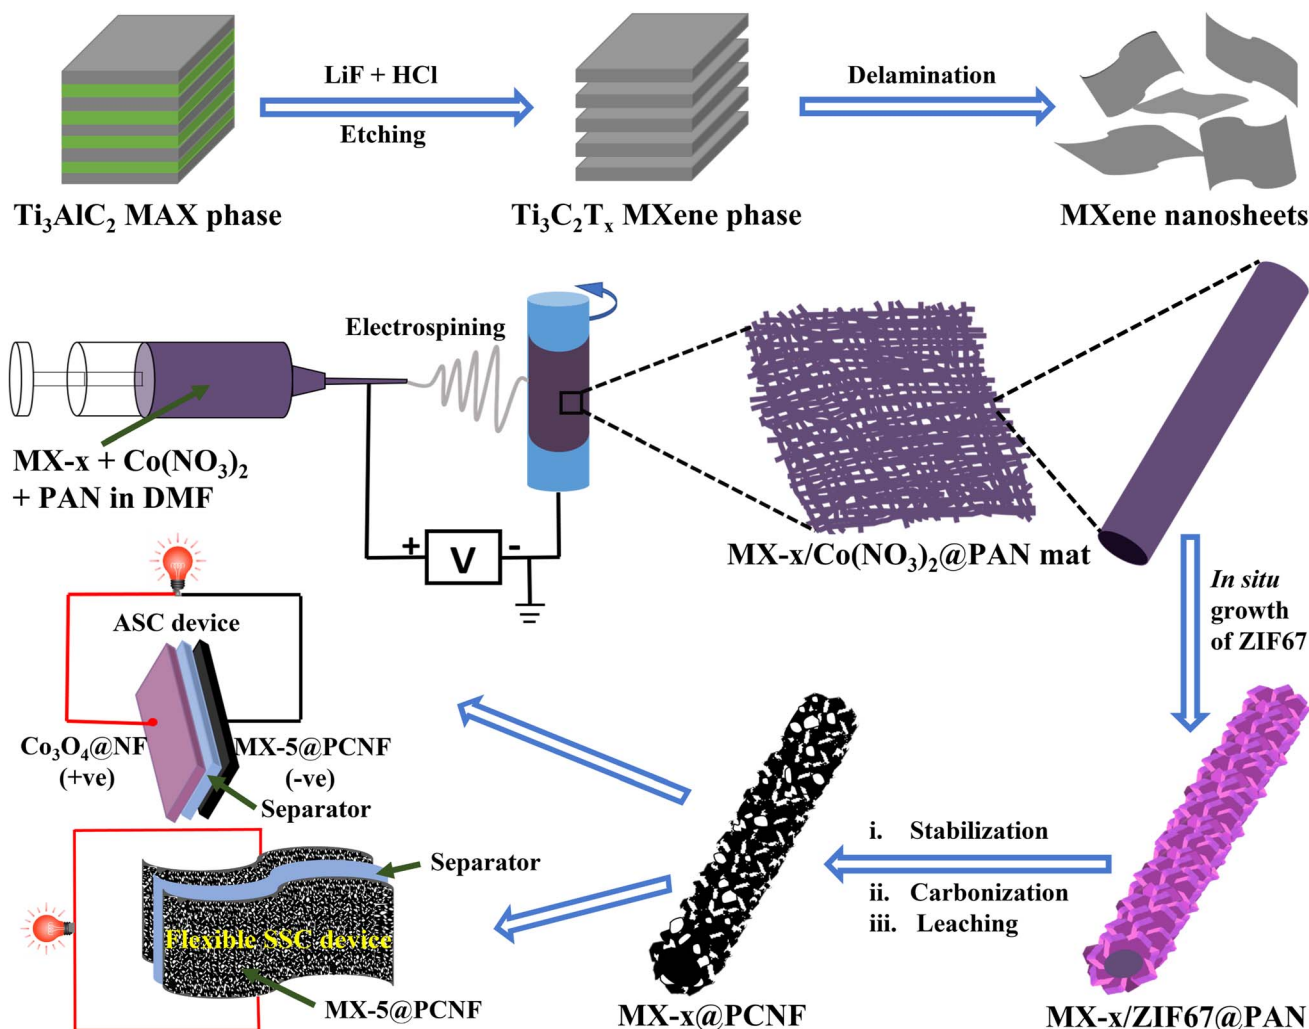 LiF + HCl
Etching
Delamination
Ti₃AlC₂ MAX phase
Ti₃C₂Tₓ MXene phase
MXene nanosheets
Electrospining
MX-x + Co(NO₃)₂
+ PAN in DMF
+
V
-
MX-x/Co(NO₃)₂@PAN mat
In situ
growth
of ZIF67
ASC device
Co₃O₄@NF
(+ve)
MX-5@PCNF
(-ve)
Separator
Separator
Flexible SSC device
MX-5@PCNF
i. Stabilization
ii. Carbonization
iii. Leaching
MX-x@PCNF
MX-x/ZIF67@PAN